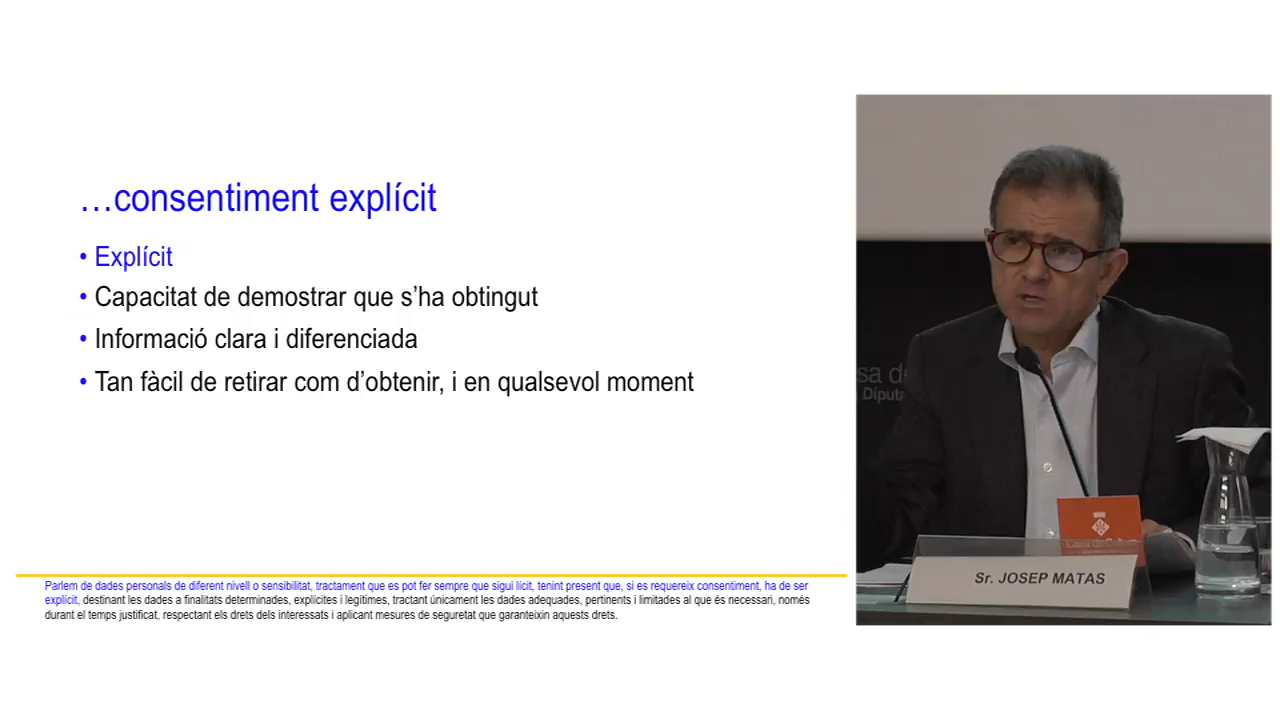 …consentiment explícit
• Explícit
• Capacitat de demostrar que s’ha obtingut
• Informació clara i diferenciada
• Tan fàcil de retirar com d’obtenir, i en qualsevol moment
Parlem de dades personals de diferent nivell o sensibilitat, tractament que es pot fer sempre que sigui lícit, tenint present que, si es requereix consentiment, ha de ser
explícit, destinant les dades a finalitats determinades, explícites i legítimes, tractant únicament les dades adequades, pertinents i limitades al que és necessari, només
durant el temps justificat, respectant els drets dels interessats i aplicant mesures de seguretat que garanteixin aquests drets.
sa de
Diputa
Sr. JOSEP MATAS